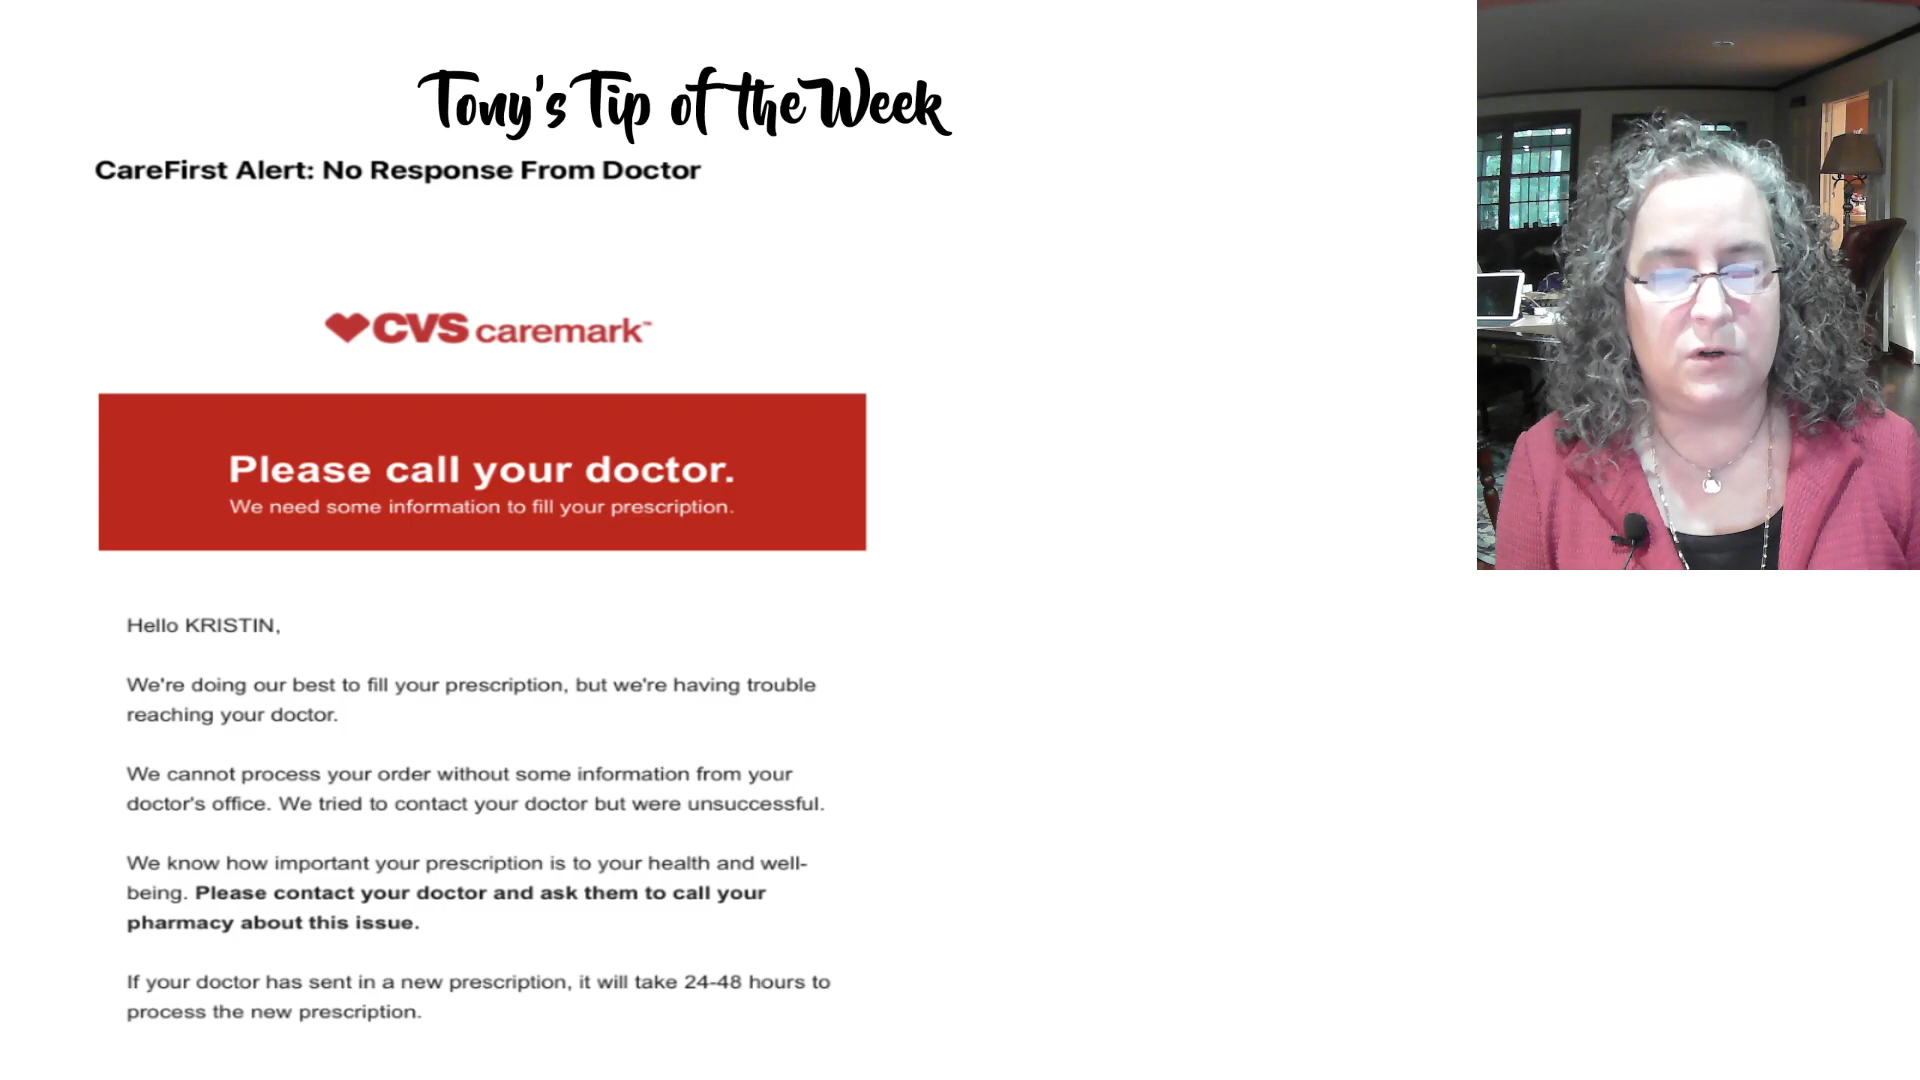 Tony's Tip of the Week
CareFirst Alert: No Response From Doctor
CVS caremark™
Please call your doctor.
We need some information to fill your prescription.
Hello KRISTIN,
We're doing our best to fill your prescription, but we're having trouble
reaching your doctor.
We cannot process your order without some information from your
doctor's office. We tried to contact your doctor but were unsuccessful.
We know how important your prescription is to your health and well-
being. Please contact your doctor and ask them to call your
pharmacy about this issue.
If your doctor has sent in a new prescription, it will take 24-48 hours to
process the new prescription.